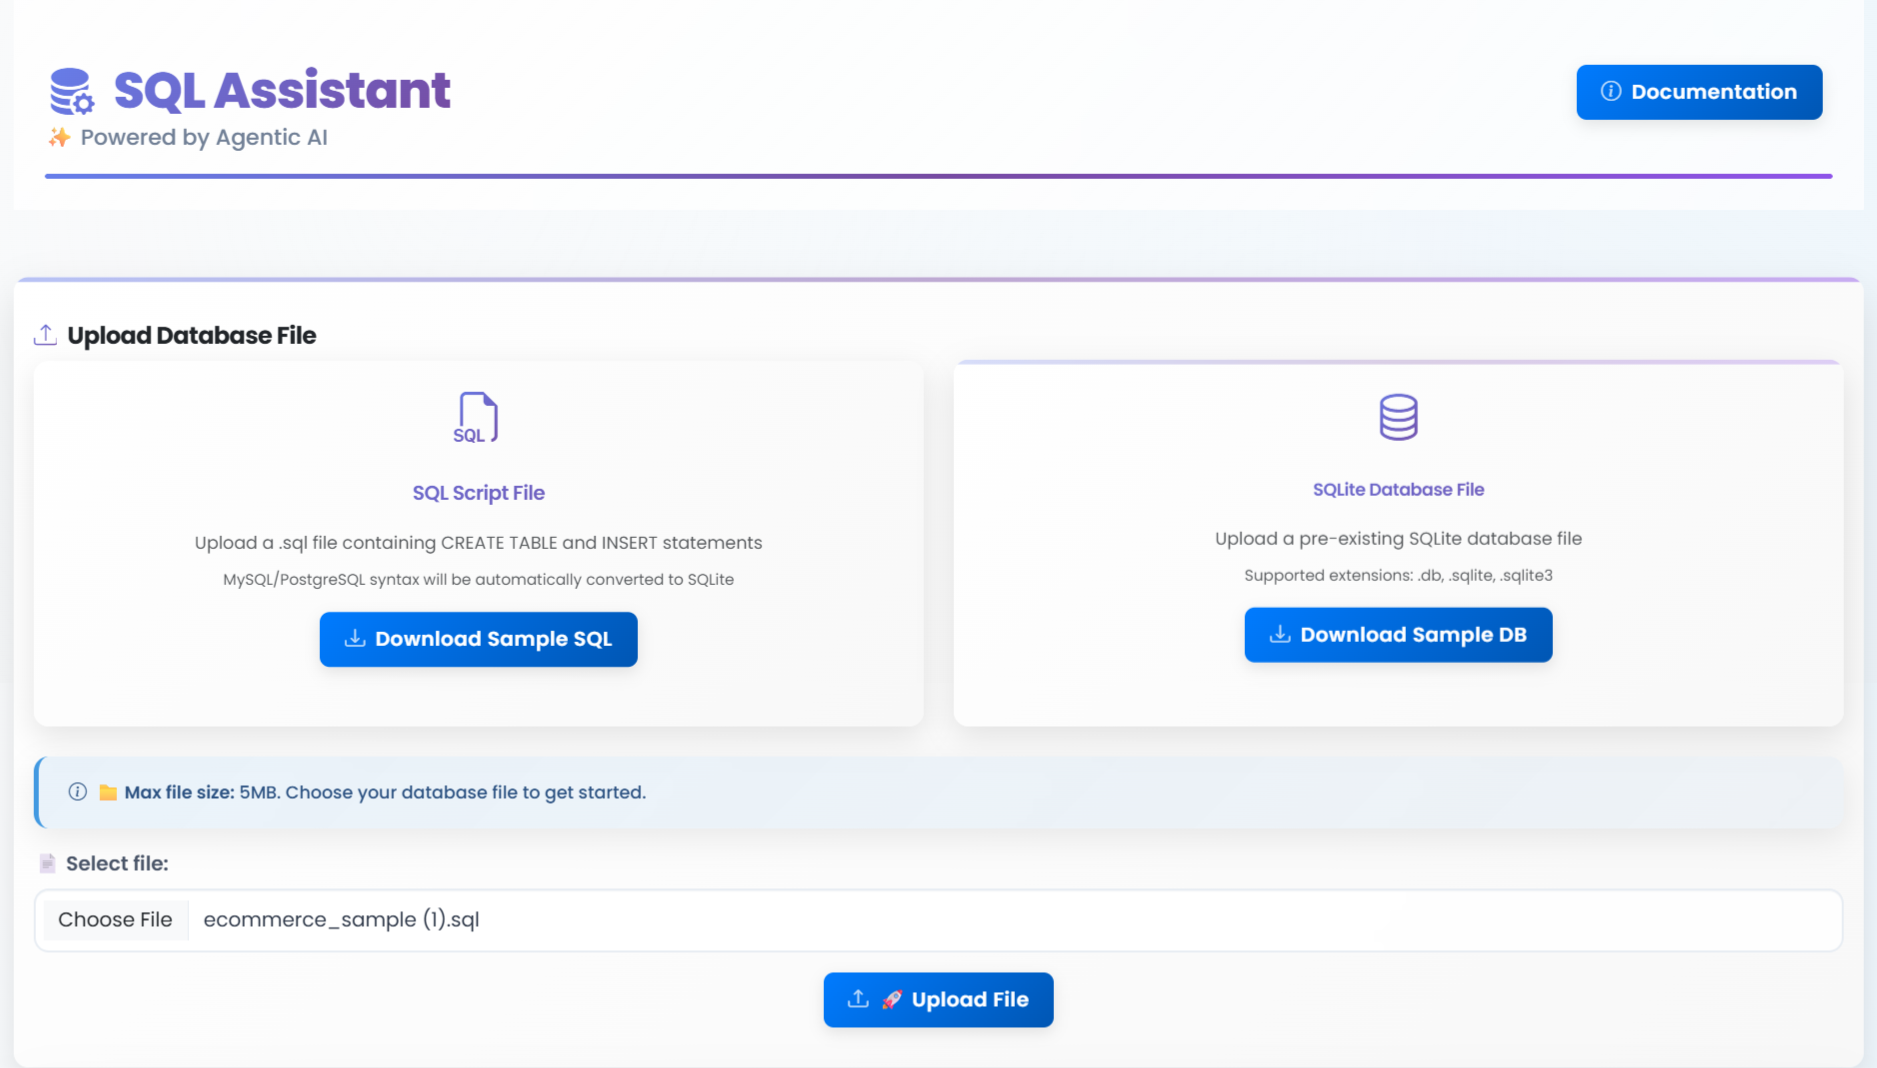 SQL Assistant
✨ Powered by Agentic AI
Documentation
Upload Database File
SQL
SQL Script File
Upload a .sql file containing CREATE TABLE and INSERT statements
MySQL/PostgreSQL syntax will be automatically converted to SQLite
Download Sample SQL
SQLite Database File
Upload a pre-existing SQLite database file
Supported extensions: .db, .sqlite, .sqlite3
Download Sample DB
Max file size: 5MB. Choose your database file to get started.
Select file:
Choose File ecommerce_sample (1).sql
🚀 Upload File